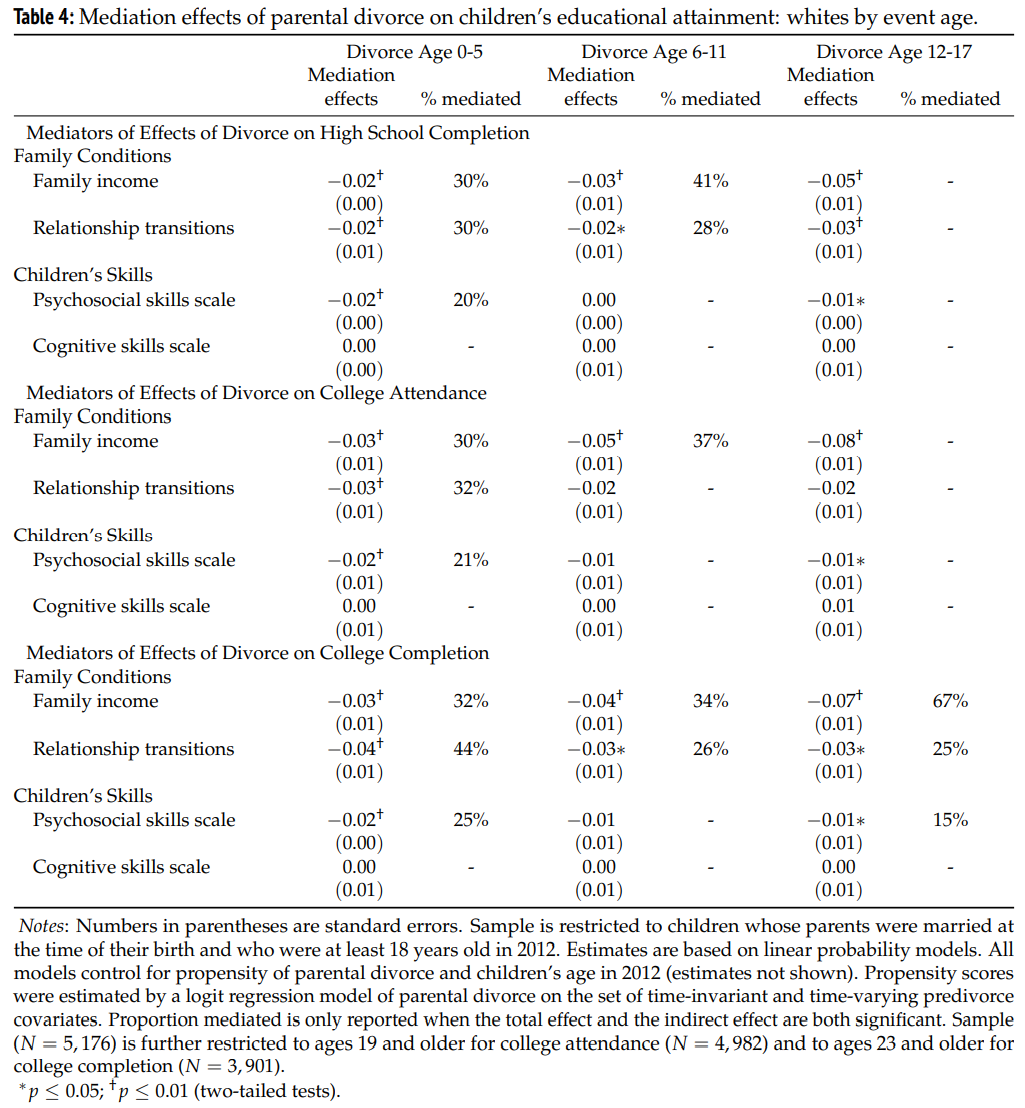 Table 4: Mediation effects of parental divorce on children's educational attainment: whites by event age.
Divorce Age 0-5 Divorce Age 6-11 Divorce Age 12-17
Mediation Mediation Mediation
effects % mediated effects % mediated effects % mediated
Mediators of Effects of Divorce on High School Completion
Family Conditions
Family income −0.02† 30% −0.03† 41% −0.05† -
(0.00) (0.01) (0.01)
Relationship transitions −0.02† 30% −0.02∗ 28% −0.03† -
(0.01) (0.01) (0.01)
Children's Skills
Psychosocial skills scale −0.02† 20% 0.00 - −0.01∗ -
(0.00) (0.00) (0.00)
Cognitive skills scale 0.00 - 0.00 - 0.00 -
(0.00) (0.01) (0.01)
Mediators of Effects of Divorce on College Attendance
Family Conditions
Family income −0.03† 30% −0.05† 37% −0.08† -
(0.01) (0.01) (0.01)
Relationship transitions −0.03† 32% −0.02 - −0.02 -
(0.01) (0.01) (0.01)
Children's Skills
Psychosocial skills scale −0.02† 21% −0.01 - −0.01∗ -
(0.01) (0.01) (0.01)
Cognitive skills scale 0.00 - 0.00 - 0.01 -
(0.01) (0.01) (0.01)
Mediators of Effects of Divorce on College Completion
Family Conditions
Family income −0.03† 32% −0.04† 34% −0.07† 67%
(0.01) (0.01) (0.01)
Relationship transitions −0.04† 44% −0.03∗ 26% −0.03∗ 25%
(0.01) (0.01) (0.01)
Children's Skills
Psychosocial skills scale −0.02† 25% −0.01 - −0.01∗ 15%
(0.00) (0.01) (0.01)
Cognitive skills scale 0.00 - 0.00 - 0.00 -
(0.01) (0.01) (0.01)
Notes: Numbers in parentheses are standard errors. Sample is restricted to children whose parents were married at
the time of their birth and who were at least 18 years old in 2012. Estimates are based on linear probability models. All
models control for propensity of parental divorce and children's age in 2012 (estimates not shown). Propensity scores
were estimated by a logit regression model of parental divorce on the set of time-invariant and time-varying predivorce
covariates. Proportion mediated is only reported when the total effect and the indirect effect are both significant. Sample
(N = 5, 176) is further restricted to ages 19 and older for college attendance (N = 4, 982) and to ages 23 and older for
college completion (N = 3, 901).
∗p ≤ 0.05; †p ≤ 0.01 (two-tailed tests).